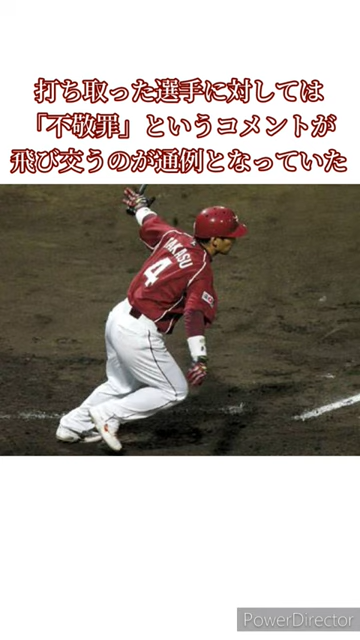 打ち取った選手に対しては
「不敬罪」というコメントが
飛び交うのが通例となっていた
TAKASU
4
PowerDirector